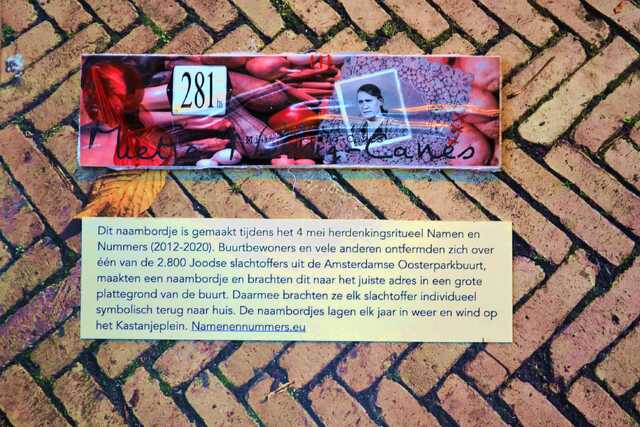 281 hs
Dit naambordje is gemaakt tijdens het 4 mei herdenkingsritueel Namen en
Nummers (2012-2020). Buurtbewoners en vele anderen ontfermden zich over
één van de 2.800 Joodse slachtoffers uit de Amsterdamse Oosterparkbuurt,
maakten een naambordje en brachten dit naar het juiste adres in een grote
plattegrond van de buurt. Daarmee brachten ze elk slachtoffer individueel
symbolisch terug naar huis. De naambordjes lagen elk jaar in weer en wind op
het Kastanjeplein. Namenennummers.eu